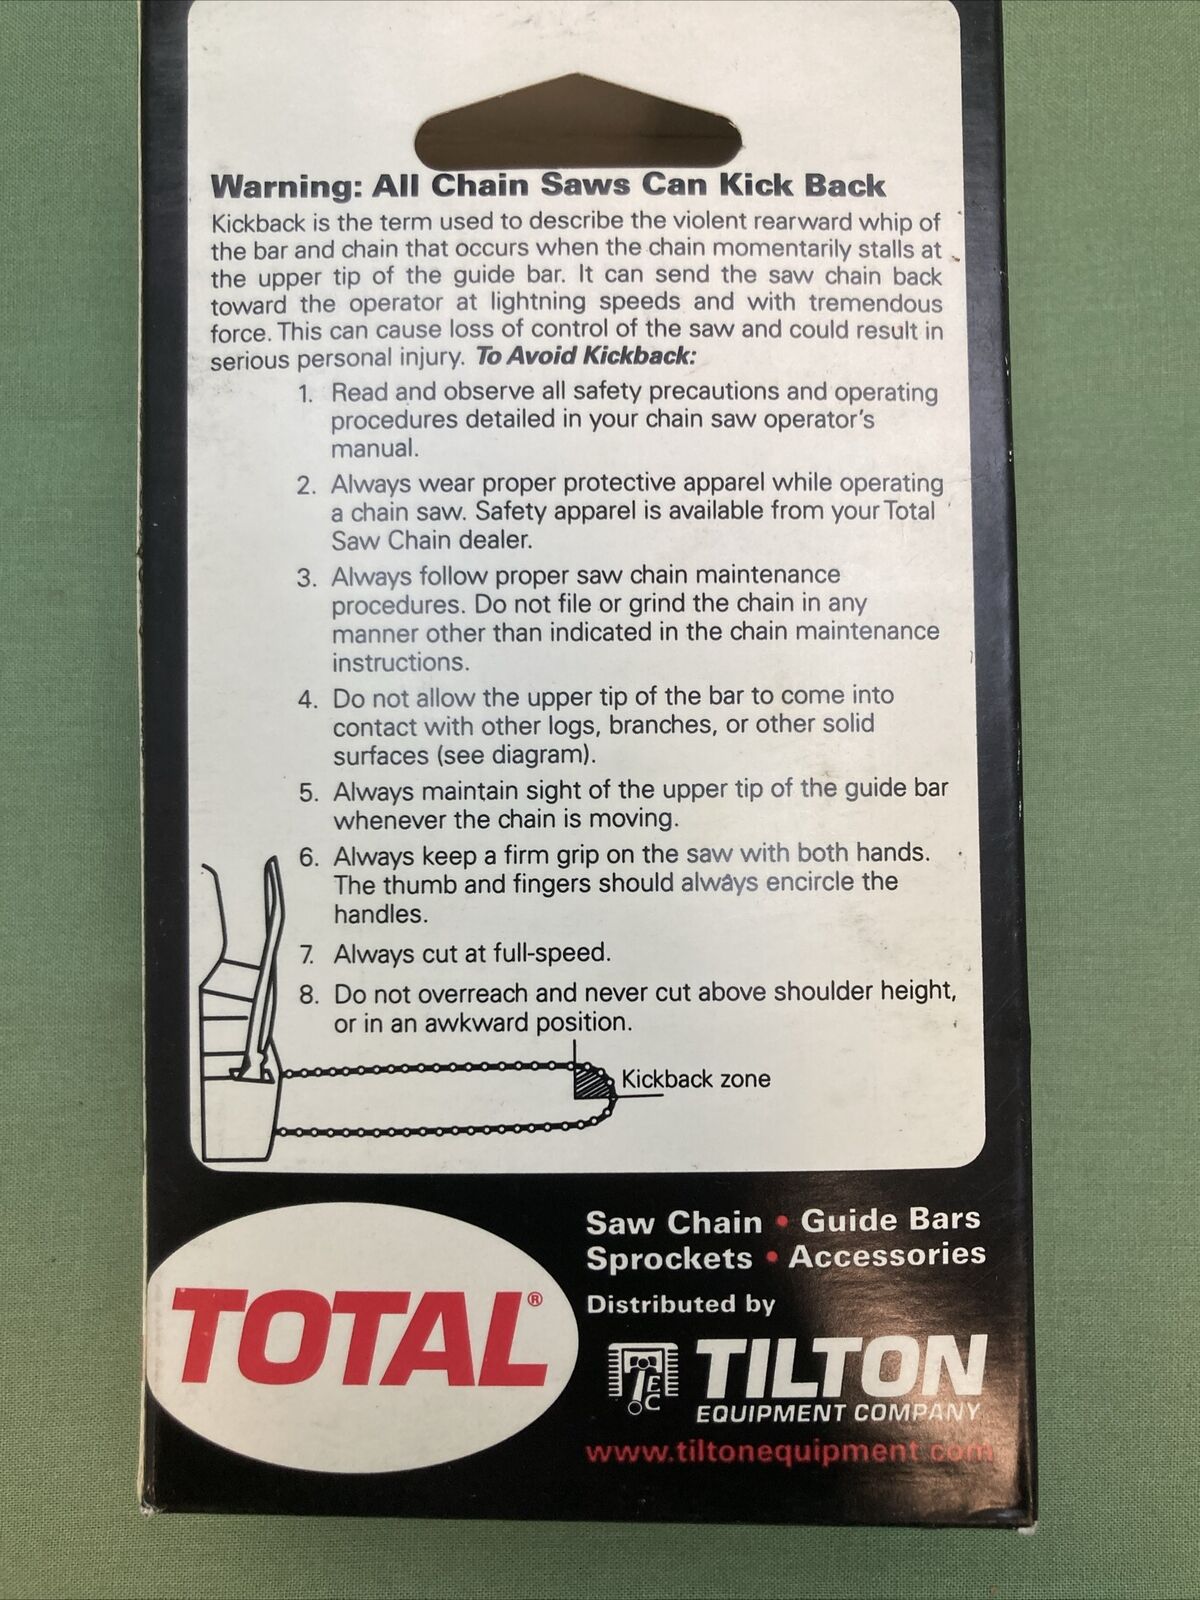 Warning: All Chain Saws Can Kick Back
Kickback is the term used to describe the violent rearward whip of
the bar and chain that occurs when the chain momentarily stalls at
the upper tip of the guide bar. It can send the saw chain back
toward the operator at lightning speeds and with tremendous
force. This can cause loss of control of the saw and could result in
serious personal injury. To Avoid Kickback:
1. Read and observe all safety precautions and operating
procedures detailed in your chain saw operator's
manual.
2. Always wear proper protective apparel while operating
a chain saw. Safety apparel is available from your Total
Saw Chain dealer.
3. Always follow proper saw chain maintenance
procedures. Do not file or grind the chain in any
manner other than indicated in the chain maintenance
instructions.
4. Do not allow the upper tip of the bar to come into
contact with other logs, branches, or other solid
surfaces (see diagram).
5. Always maintain sight of the upper tip of the guide bar
whenever the chain is moving.
6. Always keep a firm grip on the saw with both hands.
The thumb and fingers should always encircle the
handles.
7. Always cut at full-speed.
8. Do not overreach and never cut above shoulder height,
or in an awkward position.
Kickback zone
TOTAL®
Saw Chain • Guide Bars
Sprockets • Accessories
Distributed by
TEC
TILTON
EQUIPMENT COMPANY
www.tiltonequipment.com